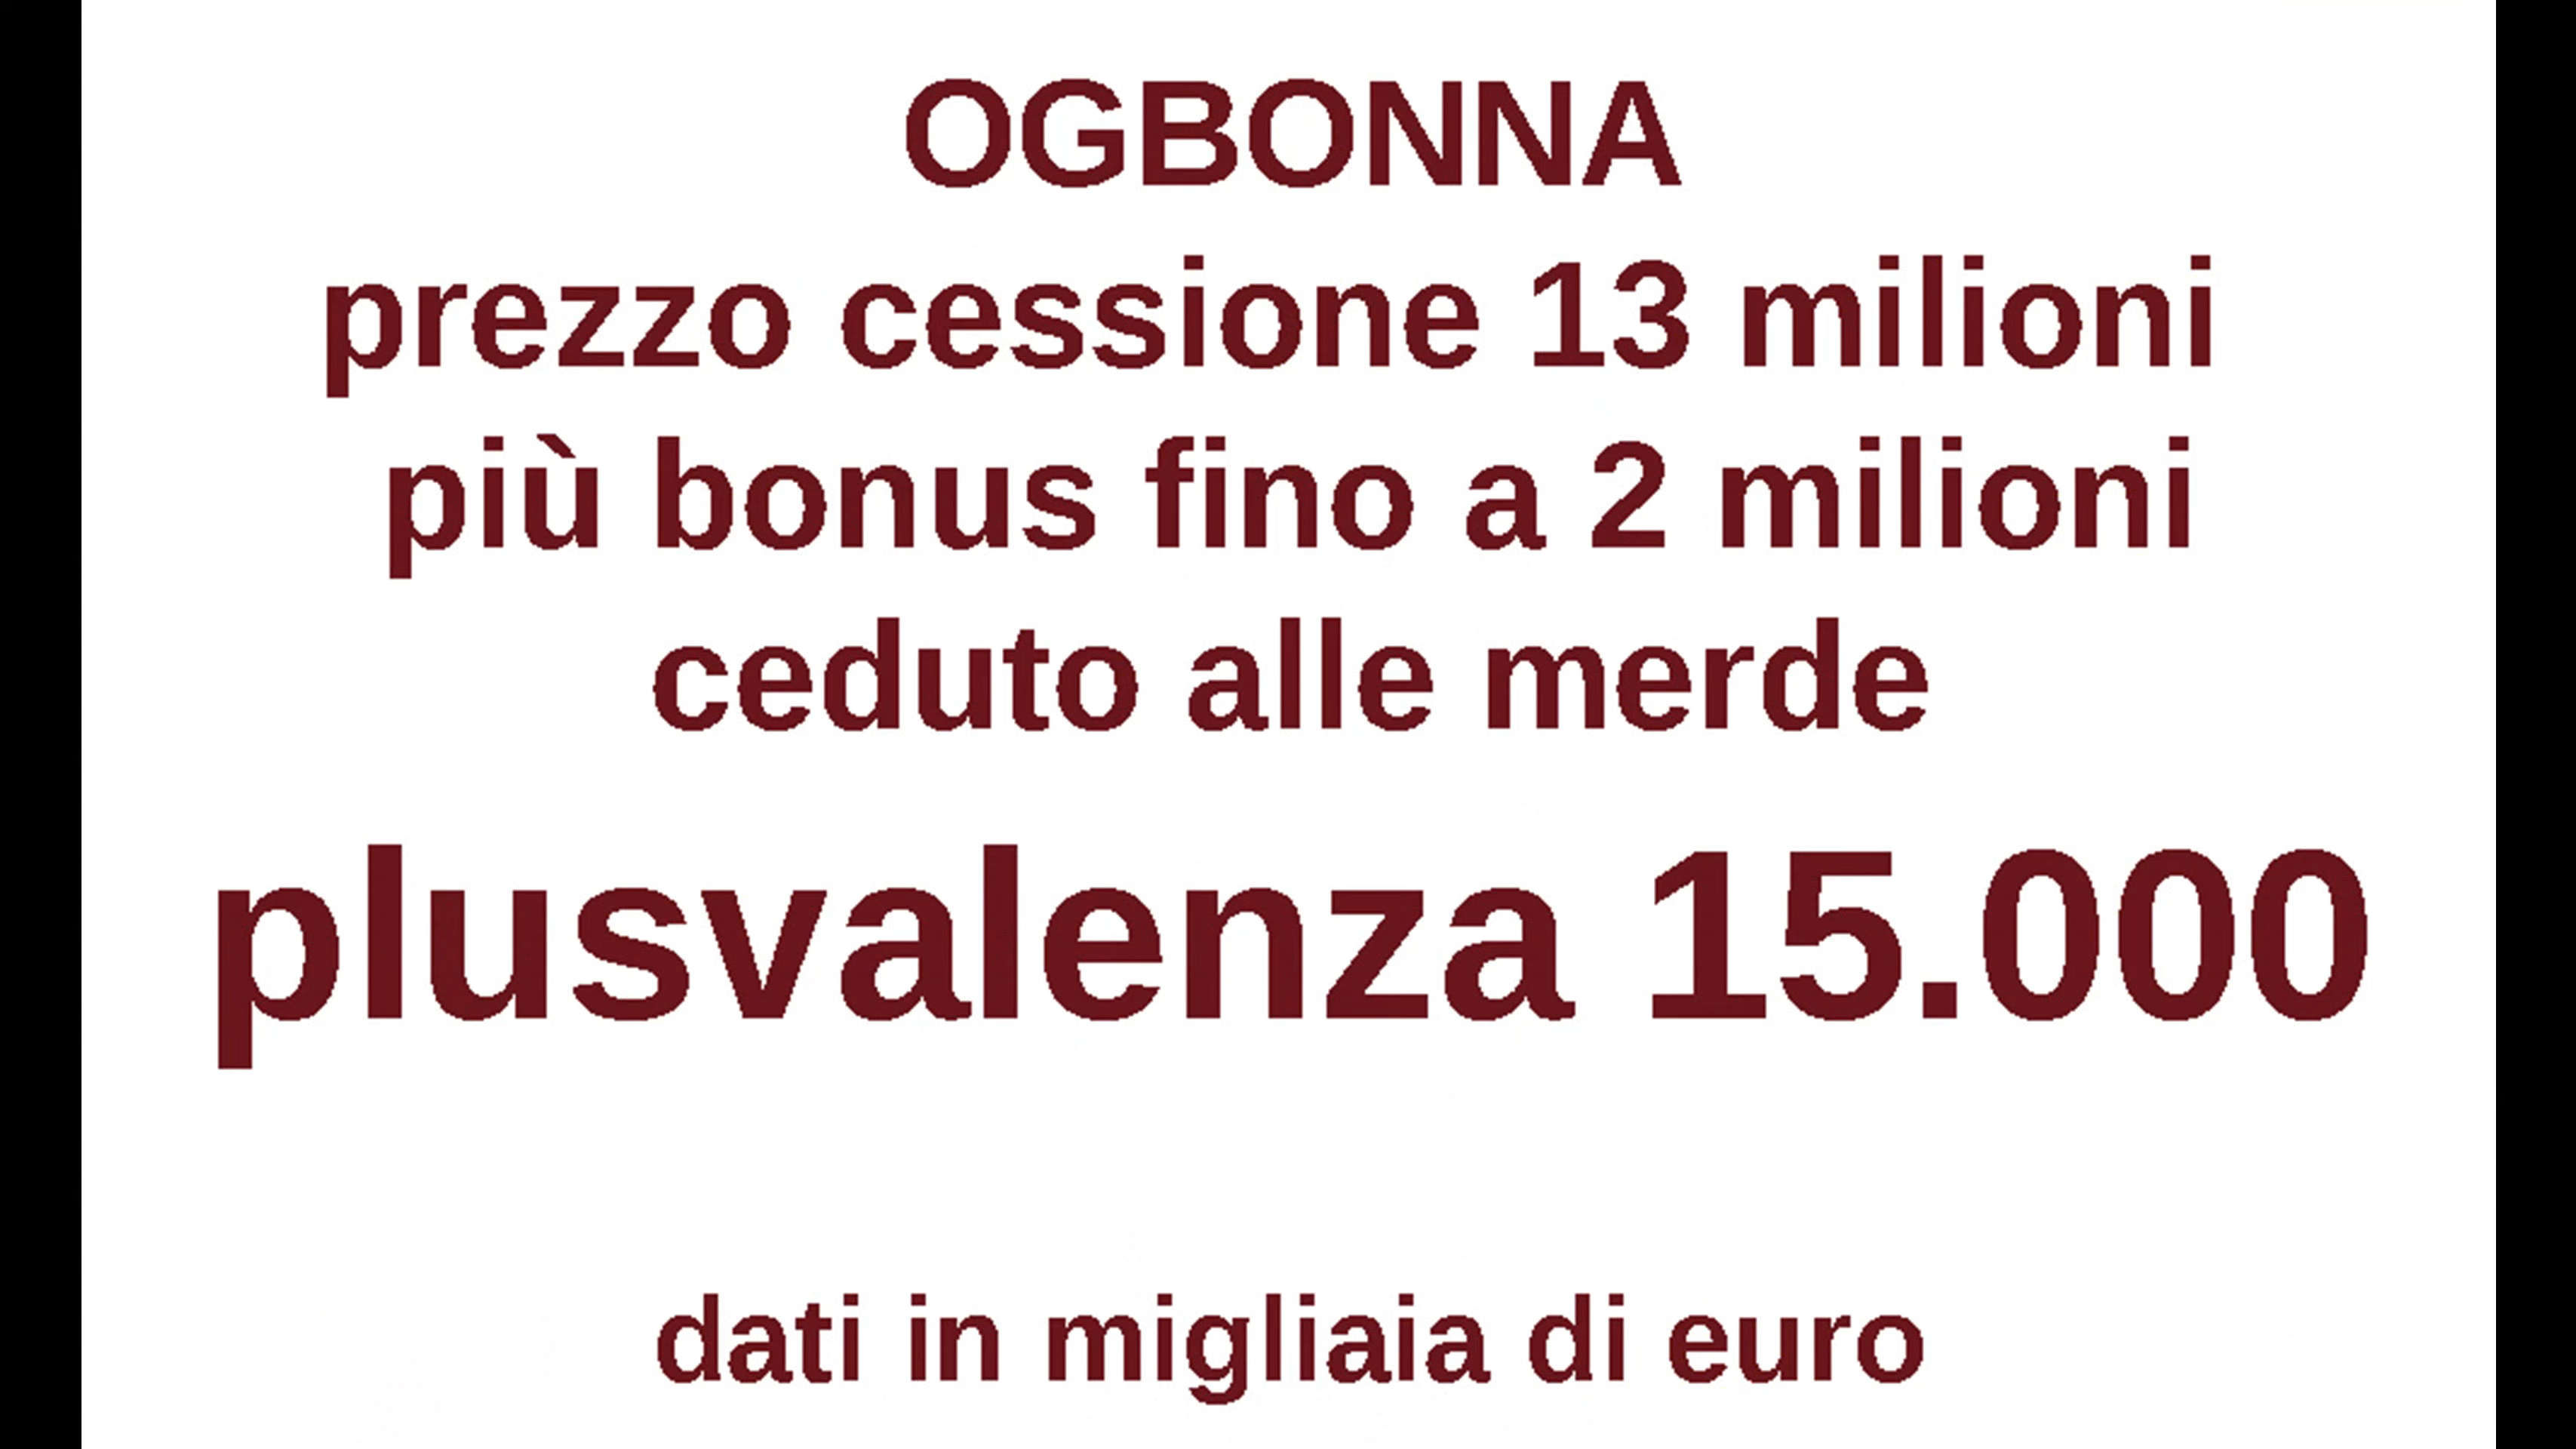 OGBONNA
prezzo cessione 13 milioni
più bonus fino a 2 milioni
ceduto alle merde
plusvalenza 15.000
dati in migliaia di euro